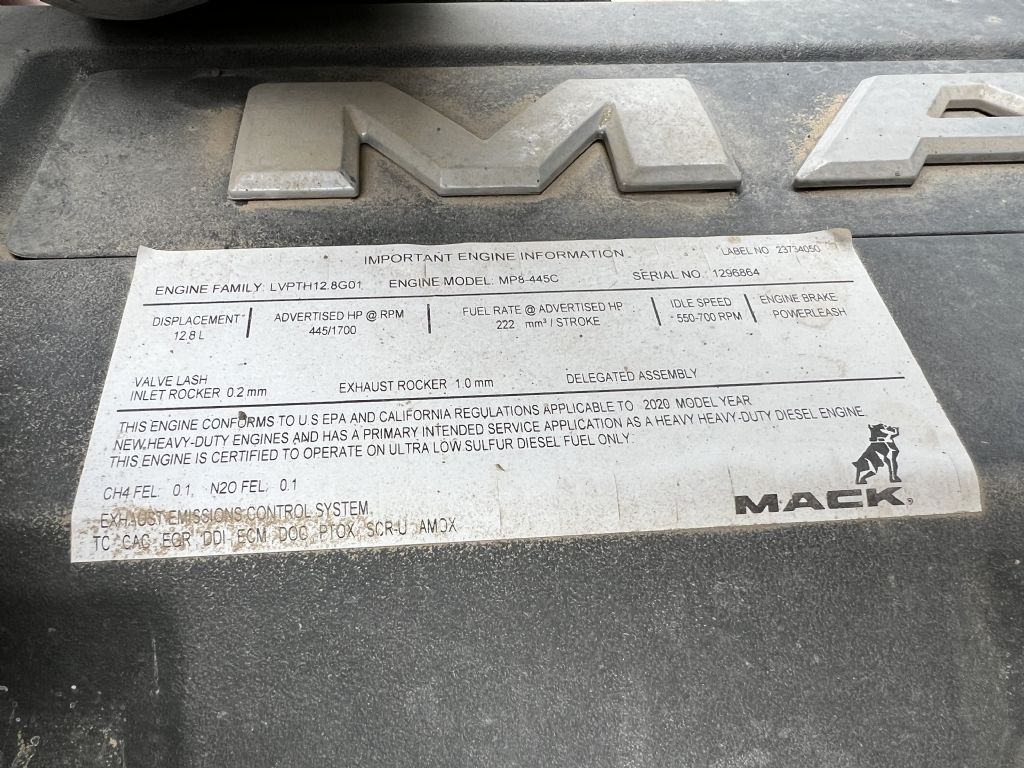 MA
IMPORTANT ENGINE INFORMATION LABEL NO 23734050
ENGINE FAMILY: LVPTH12.8G01 ENGINE MODEL: MP8-445C SERIAL NO.: 1296864
DISPLACEMENT ADVERTISED HP @ RPM FUEL RATE @ ADVERTISED HP IDLE SPEED ENGINE BRAKE
12.8 L 445/1700 222 mm³ / STROKE 550-700 RPM POWERLEASH
VALVE LASH
INLET ROCKER 0.2 mm EXHAUST ROCKER 1.0 mm DELEGATED ASSEMBLY
THIS ENGINE CONFORMS TO U.S EPA AND CALIFORNIA REGULATIONS APPLICABLE TO 2020 MODEL YEAR
NEW,HEAVY-DUTY ENGINES AND HAS A PRIMARY INTENDED SERVICE APPLICATION AS A HEAVY HEAVY-DUTY DIESEL ENGINE.
THIS ENGINE IS CERTIFIED TO OPERATE ON ULTRA LOW SULFUR DIESEL FUEL ONLY.
CH4 FEL: 0.1, N2O FEL: 0.1
EXHAUST EMISSIONS CONTROL SYSTEM
TC CAC EGR DDI ECM DOC PTOX SCR-U AMOX
MACK®